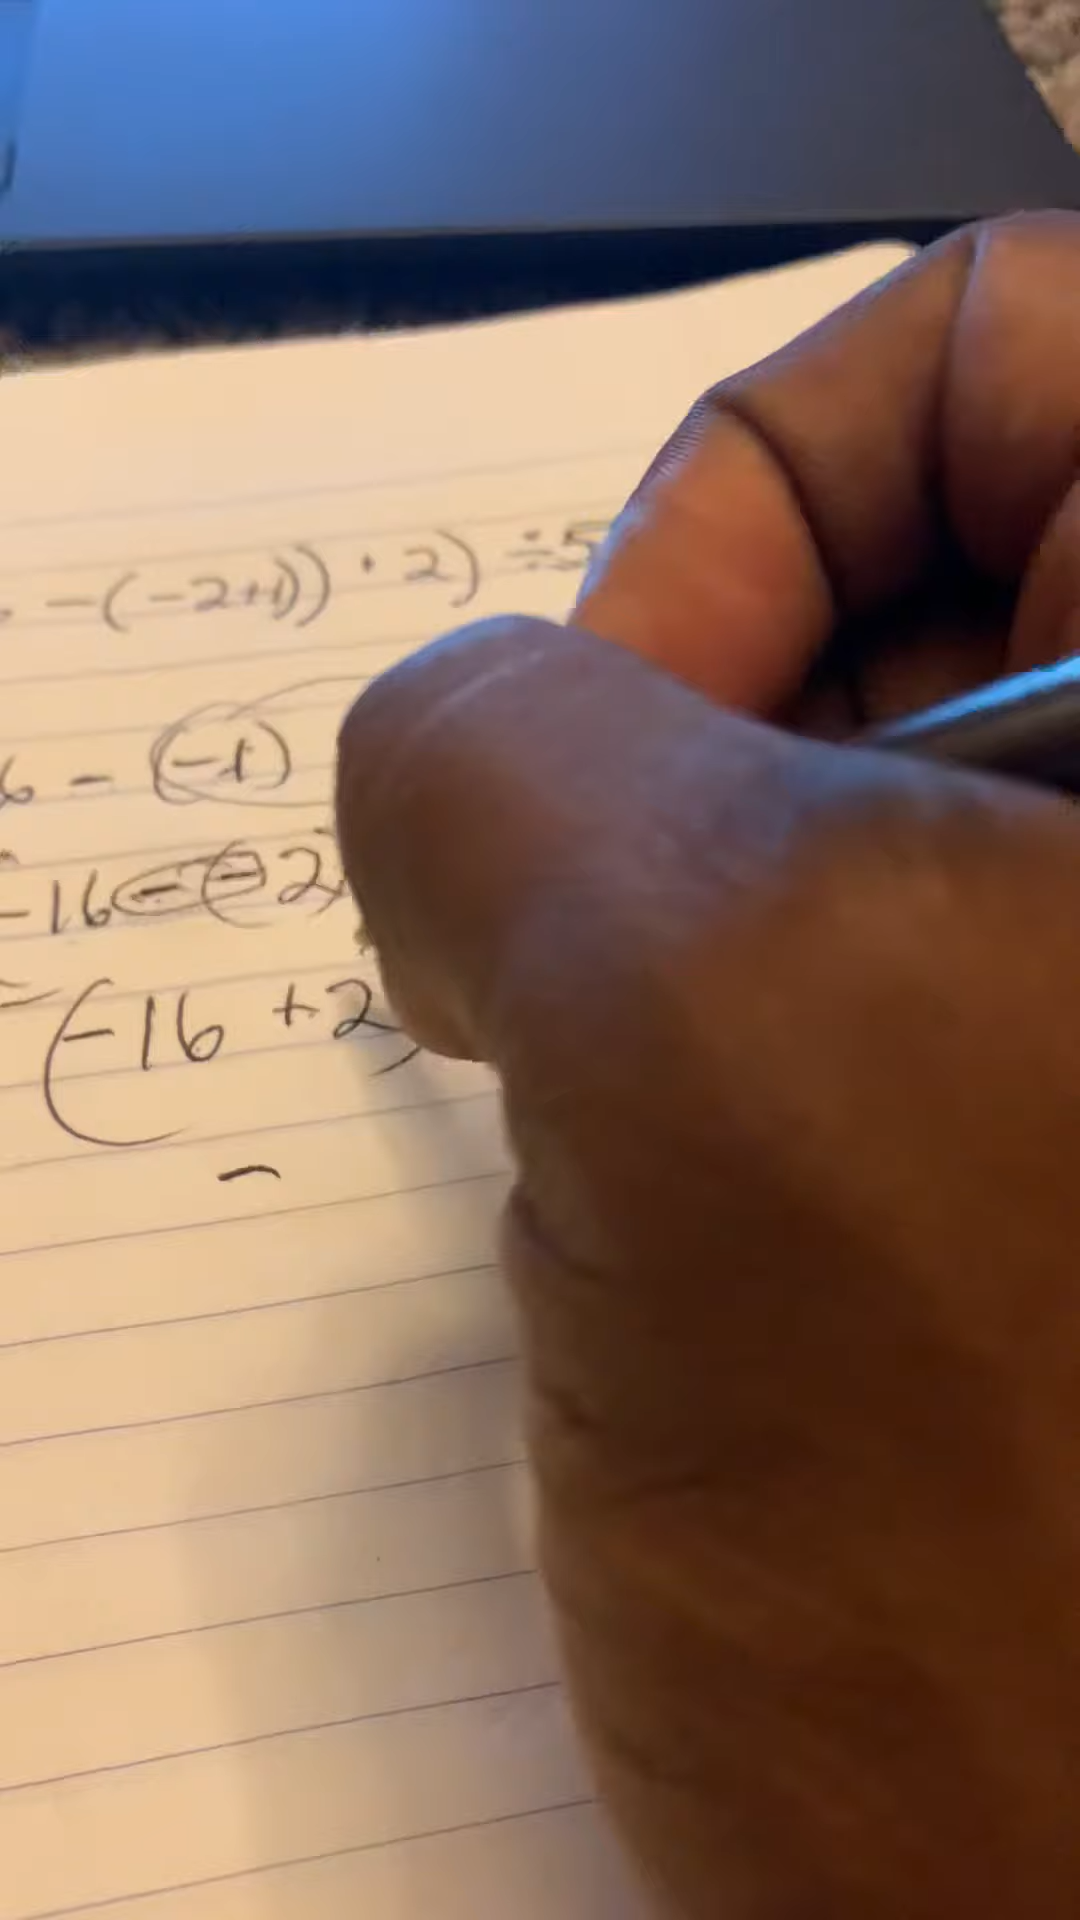 -(-2+1)) · 2) ÷5
6 - (-1)
-16 - - 2
= (-16 + 2)
-